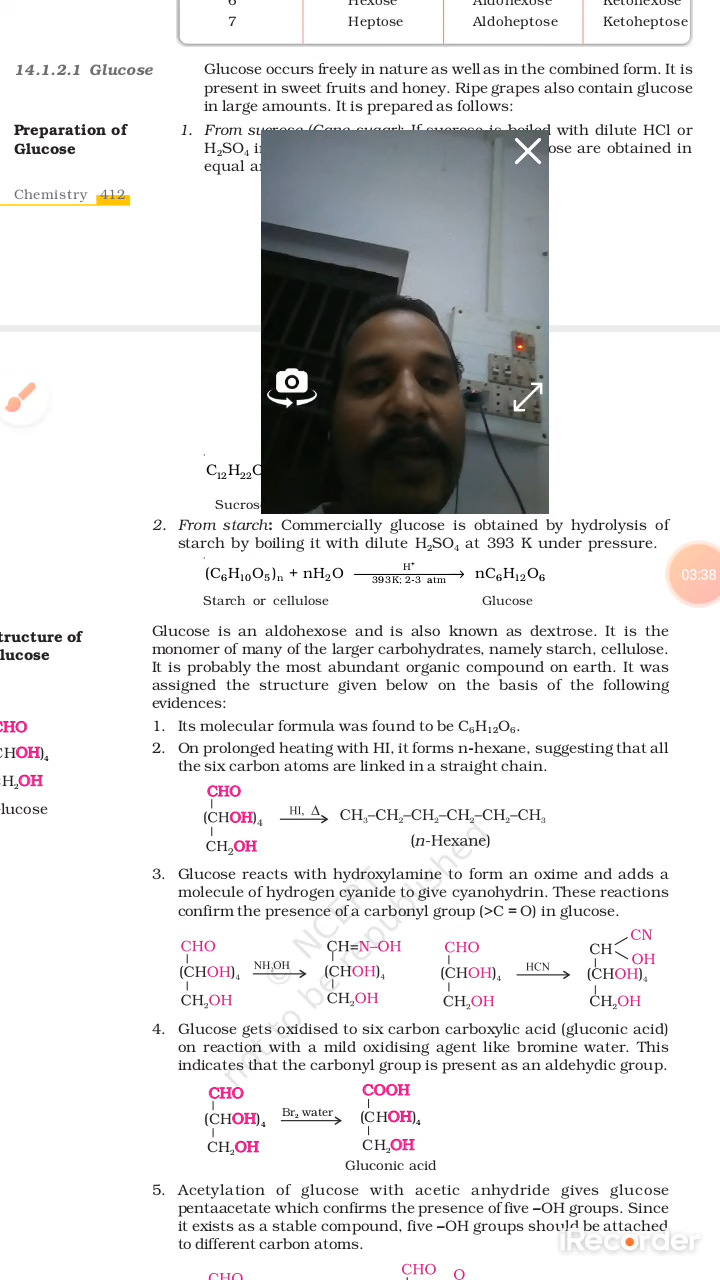 6 Hexose Aldohexose Ketohexose
7 Heptose Aldoheptose Ketoheptose
14.1.2.1 Glucose
Glucose occurs freely in nature as well as in the combined form. It is
present in sweet fruits and honey. Ripe grapes also contain glucose
in large amounts. It is prepared as follows:
Preparation of
Glucose
1. From sucrose (Cane sugar): If sucrose is boiled with dilute HCl or
H₂SO₄ in ose are obtained in
equal
Chemistry 412
C₁₂H₂₂O
Sucros
2. From starch: Commercially glucose is obtained by hydrolysis of
starch by boiling it with dilute H₂SO₄ at 393 K under pressure.
(C₆H₁₀O₅)ₙ + nH₂O H⁺ 393 K; 2-3 atm → nC₆H₁₂O₆
Starch or cellulose Glucose
tructure of
lucose
Glucose is an aldohexose and is also known as dextrose. It is the
monomer of many of the larger carbohydrates, namely starch, cellulose.
It is probably the most abundant organic compound on earth. It was
assigned the structure given below on the basis of the following
evidences:
CHO
CHOH)₄
H₂OH
lucose
1. Its molecular formula was found to be C₆H₁₂O₆.
2. On prolonged heating with HI, it forms n-hexane, suggesting that all
the six carbon atoms are linked in a straight chain.
CHO
(CHOH)₄ HI, Δ → CH₃–CH₂–CH₂–CH₂–CH₂–CH₃
CH₂OH (n-Hexane)
3. Glucose reacts with hydroxylamine to form an oxime and adds a
molecule of hydrogen cyanide to give cyanohydrin. These reactions
confirm the presence of a carbonyl group (>C = O) in glucose.
CHO CH=N–OH CHO CH CN OH
(CHOH)₄ NH₂OH → (CHOH)₄ (CHOH)₄ HCN → (CHOH)₄
CH₂OH CH₂OH CH₂OH CH₂OH
4. Glucose gets oxidised to six carbon carboxylic acid (gluconic acid)
on reaction with a mild oxidising agent like bromine water. This
indicates that the carbonyl group is present as an aldehydic group.
CHO COOH
(CHOH)₄ Br₂ water → (CHOH)₄
CH₂OH CH₂OH
Gluconic acid
5. Acetylation of glucose with acetic anhydride gives glucose
pentaacetate which confirms the presence of five –OH groups. Since
it exists as a stable compound, five –OH groups should be attached
to different carbon atoms.
CHO CHO O
© NCERT
not to be republished
03:38
iRecorder